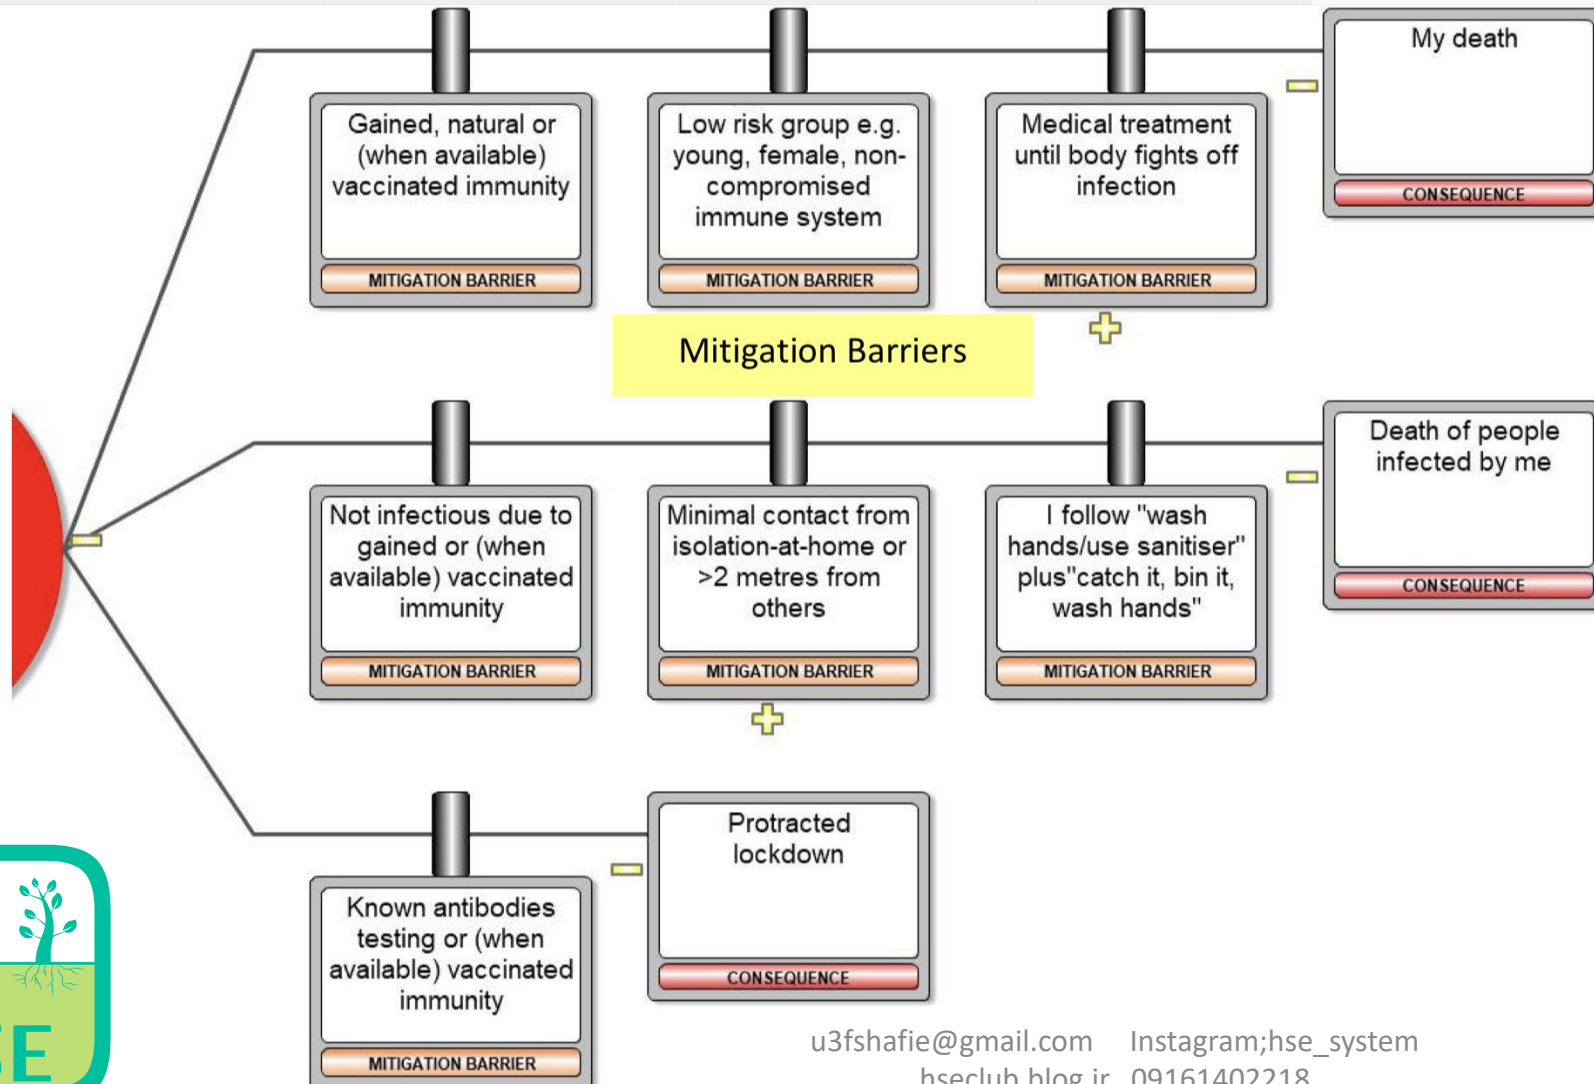 My death
CONSEQUENCE
Gained, natural or
(when available)
vaccinated immunity
MITIGATION BARRIER
Low risk group e.g.
young, female, non-
compromised
immune system
MITIGATION BARRIER
Medical treatment
until body fights off
infection
MITIGATION BARRIER
Mitigation Barriers
Death of people
infected by me
CONSEQUENCE
Not infectious due to
gained or (when
available) vaccinated
immunity
MITIGATION BARRIER
Minimal contact from
isolation-at-home or
>2 metres from
others
MITIGATION BARRIER
I follow "wash
hands/use sanitiser"
plus"catch it, bin it,
wash hands"
MITIGATION BARRIER
Protracted
lockdown
CONSEQUENCE
Known antibodies
testing or (when
available) vaccinated
immunity
MITIGATION BARRIER
SE
u3fshafie@gmail.com Instagram;hse_system
hseclub.blog.ir 09161402218